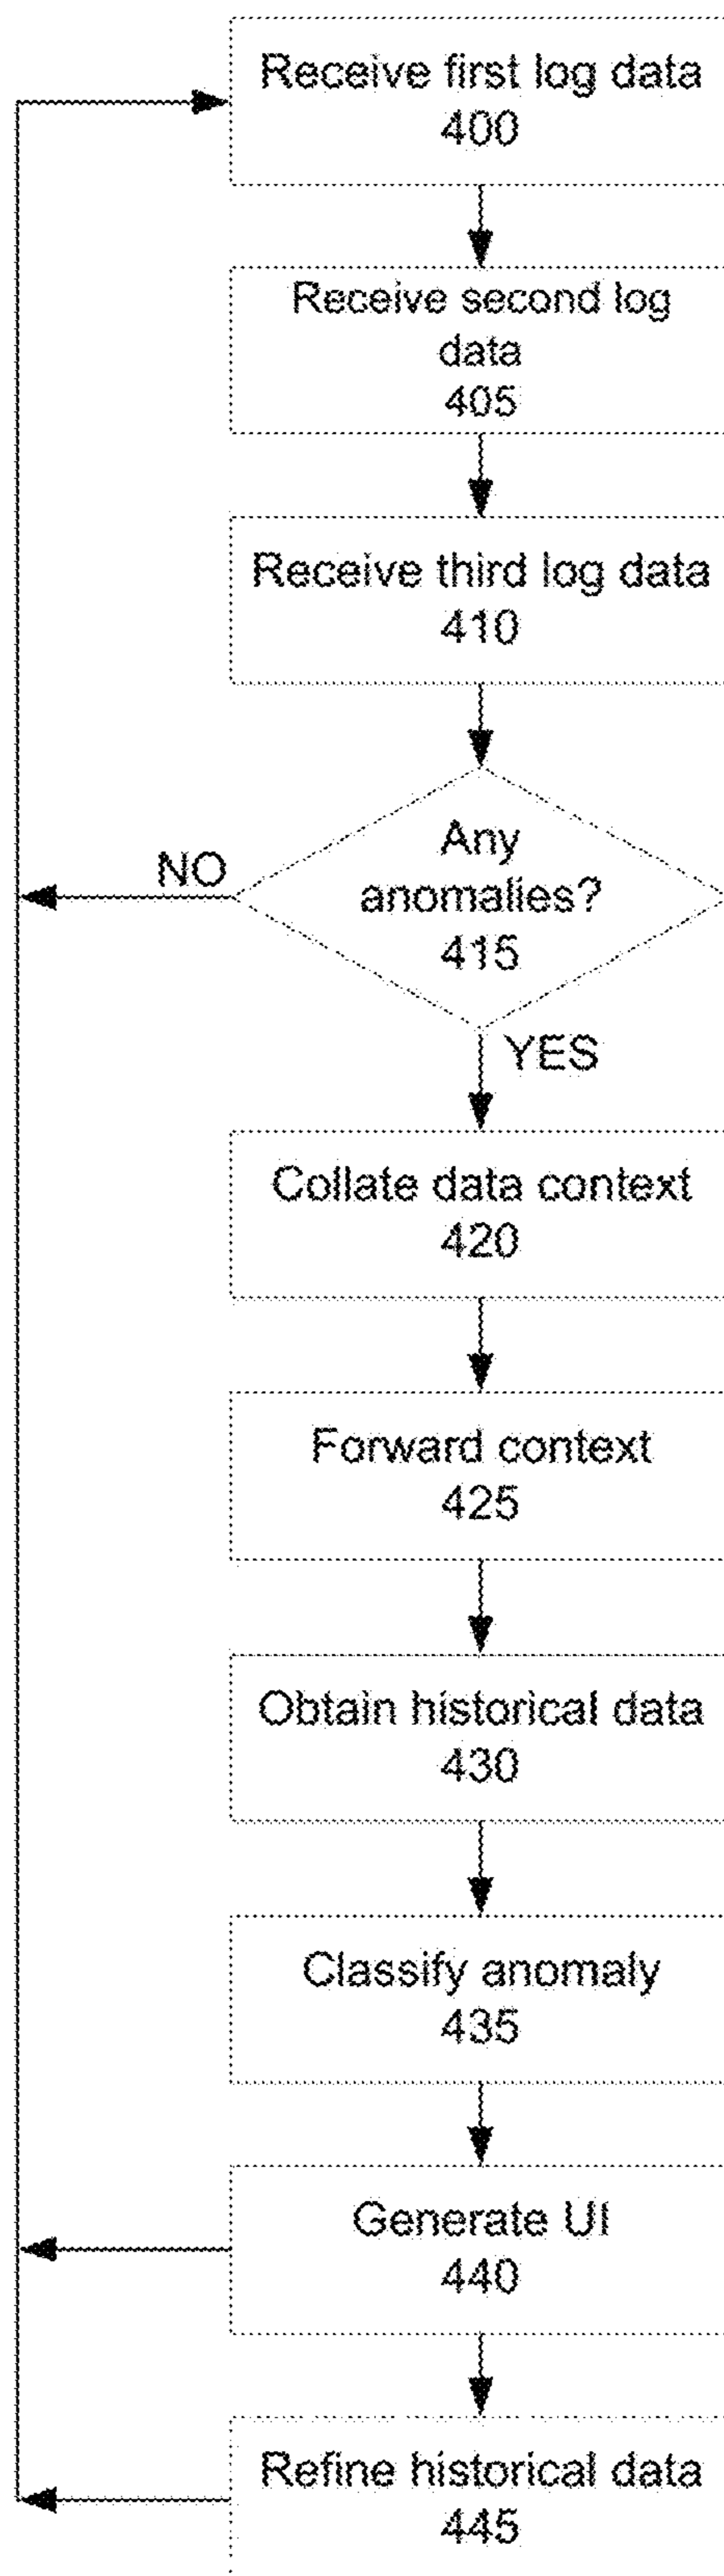 Receive first log data
400
Receive second log
data
405
Receive third log data
410
Any
anomalies?
415
NO
YES
Collate data context
420
Forward context
425
Obtain historical data
430
Classify anomaly
435
Generate UI
440
Refine historical data
445